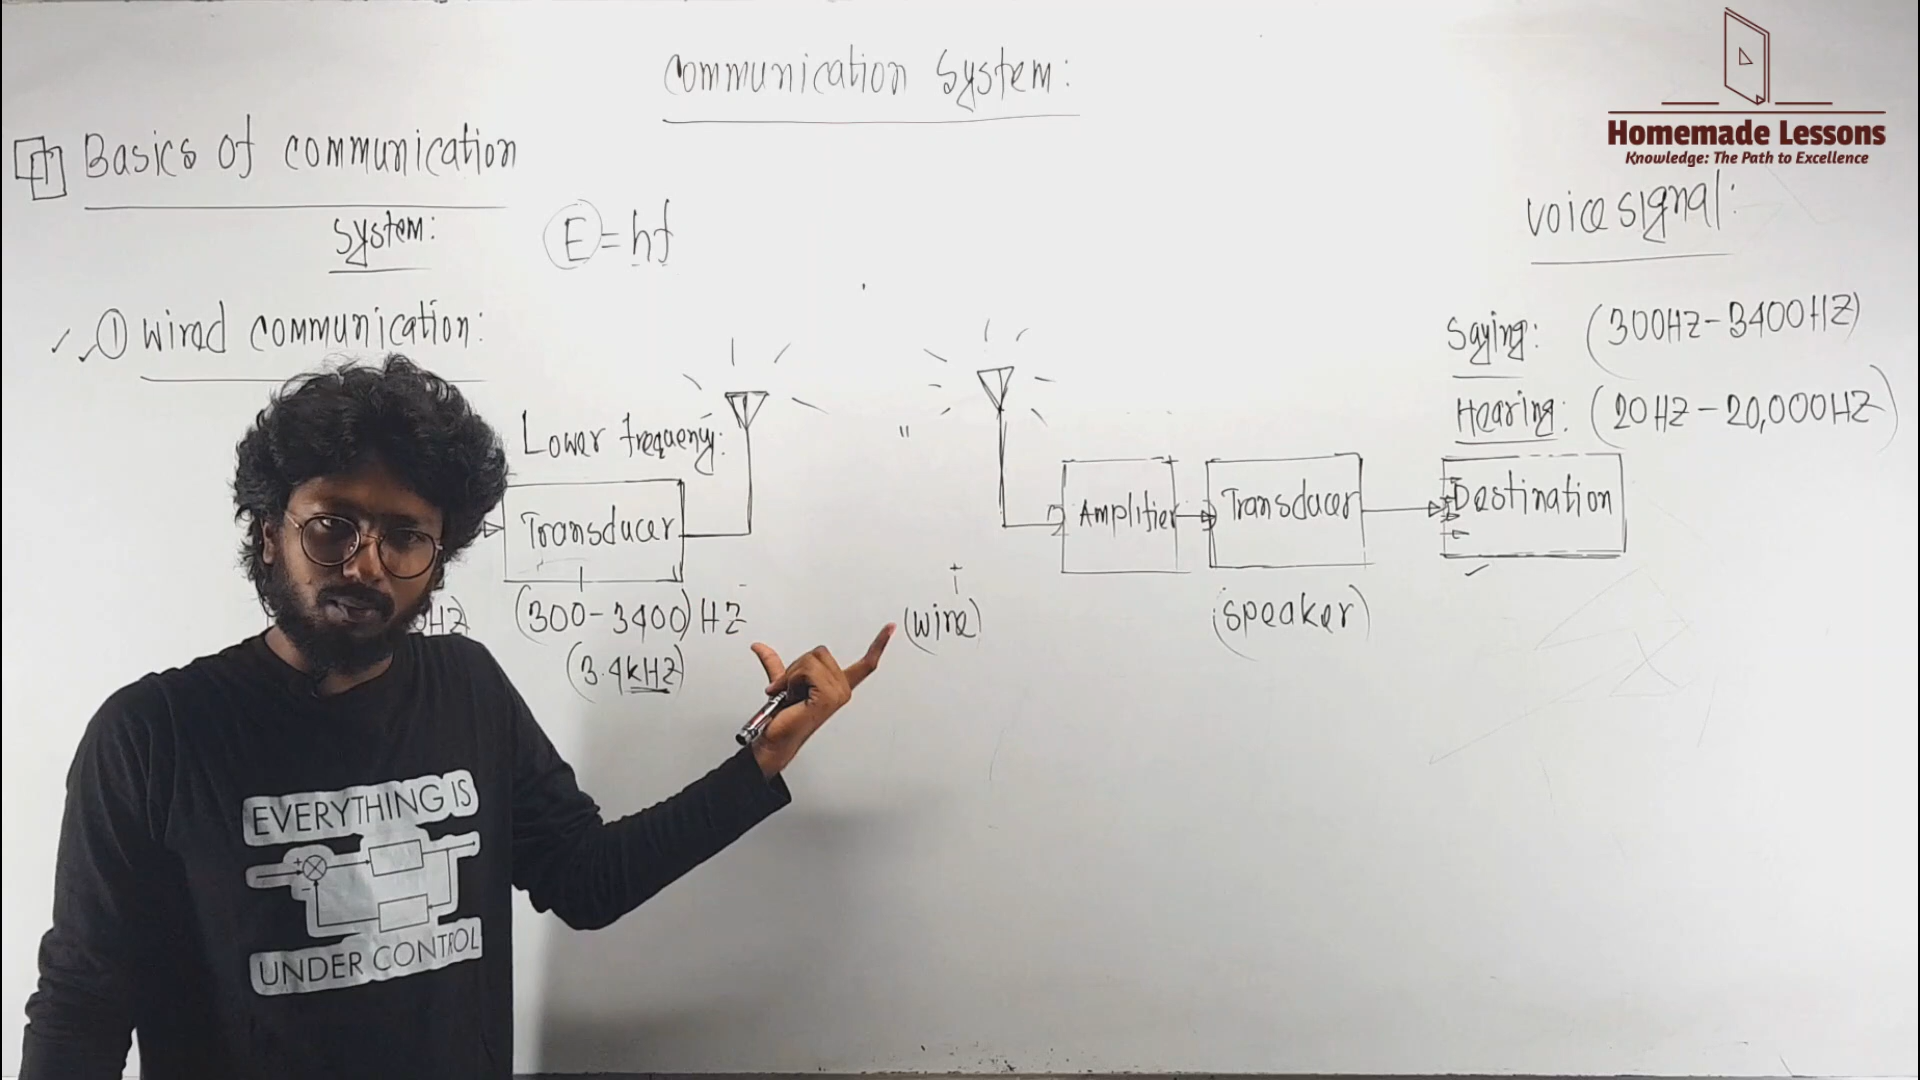 Communication System:
Homemade Lessons
Knowledge: The Path to Excellence
Basics of communication
System:
E = hf
voice signal:
① Wired communication:
Saying: (300HZ - 3400HZ)
Hearing: (20HZ - 20,000HZ)
Lower frequeny:
Transducer
Amplifier
Transducer
Destination
HZ)
(300-3400) HZ
(wire)
(speaker)
(3.4kHZ)
EVERYTHING IS
UNDER CONTROL